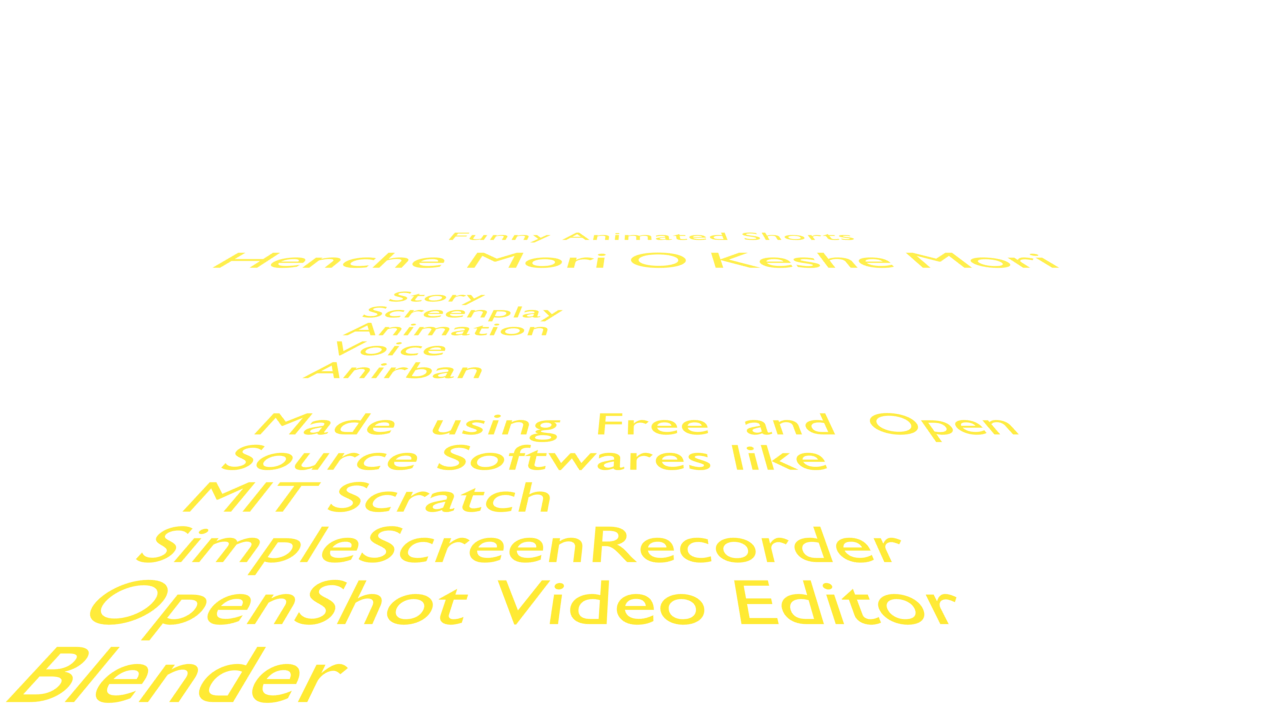 Funny Animated Shorts
Henche Mori O Keshe Mori
Story
Screenplay
Animation
Voice
Anirban
Made using Free and Open
Source Softwares like
MIT Scratch
SimpleScreenRecorder
OpenShot Video Editor
Blender